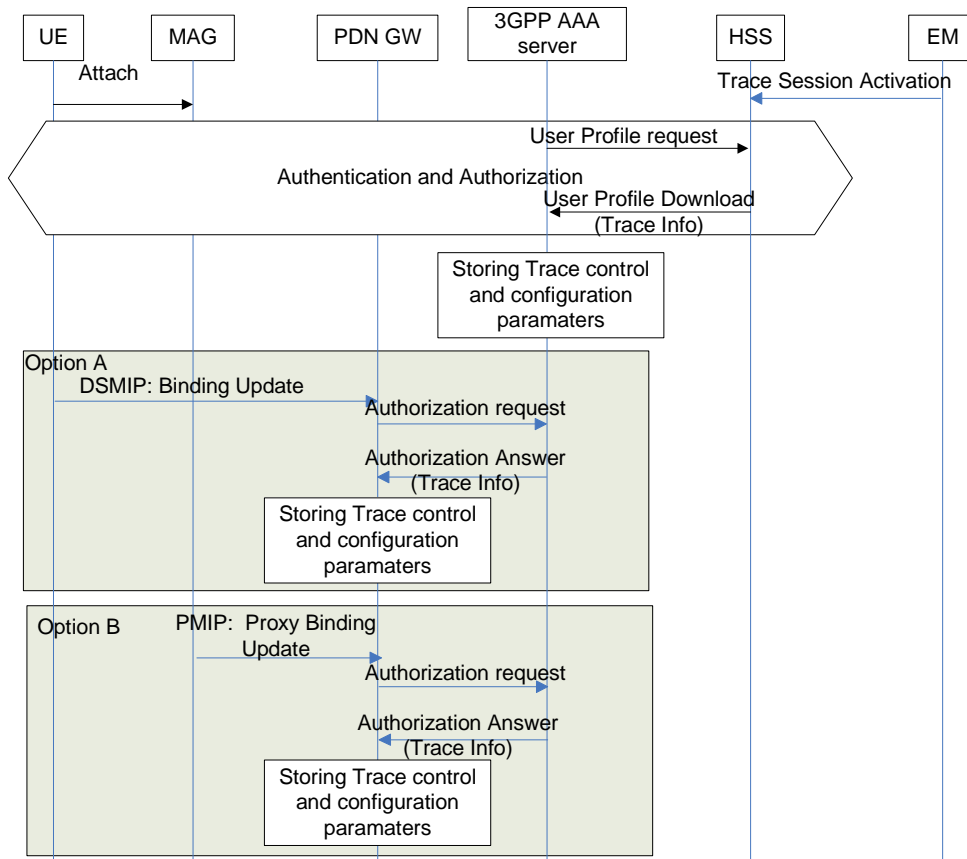 UE
MAG
PDN GW
3GPP AAA
server
HSS
EM
Attach
Trace Session Activation
User Profile request
Authentication and Authorization
User Profile Download
(Trace Info)
Storing Trace control
and configuration
paramaters
Option A
DSMIP: Binding Update
Authorization request
Authorization Answer
(Trace Info)
Storing Trace control
and configuration
paramaters
Option B
PMIP: Proxy Binding
Update
Authorization request
Authorization Answer
(Trace Info)
Storing Trace control
and configuration
paramaters